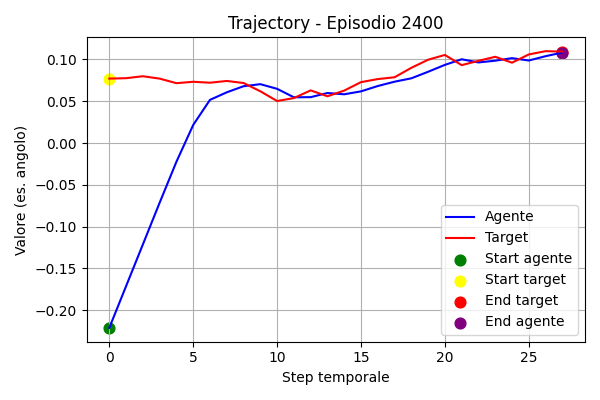 Trajectory - Episodio 2400
Valore (es. angolo)
0.10
0.05
0.00
−0.05
−0.10
−0.15
−0.20
0
5
10
15
20
25
Step temporale
Agente
Target
Start agente
Start target
End target
End agente